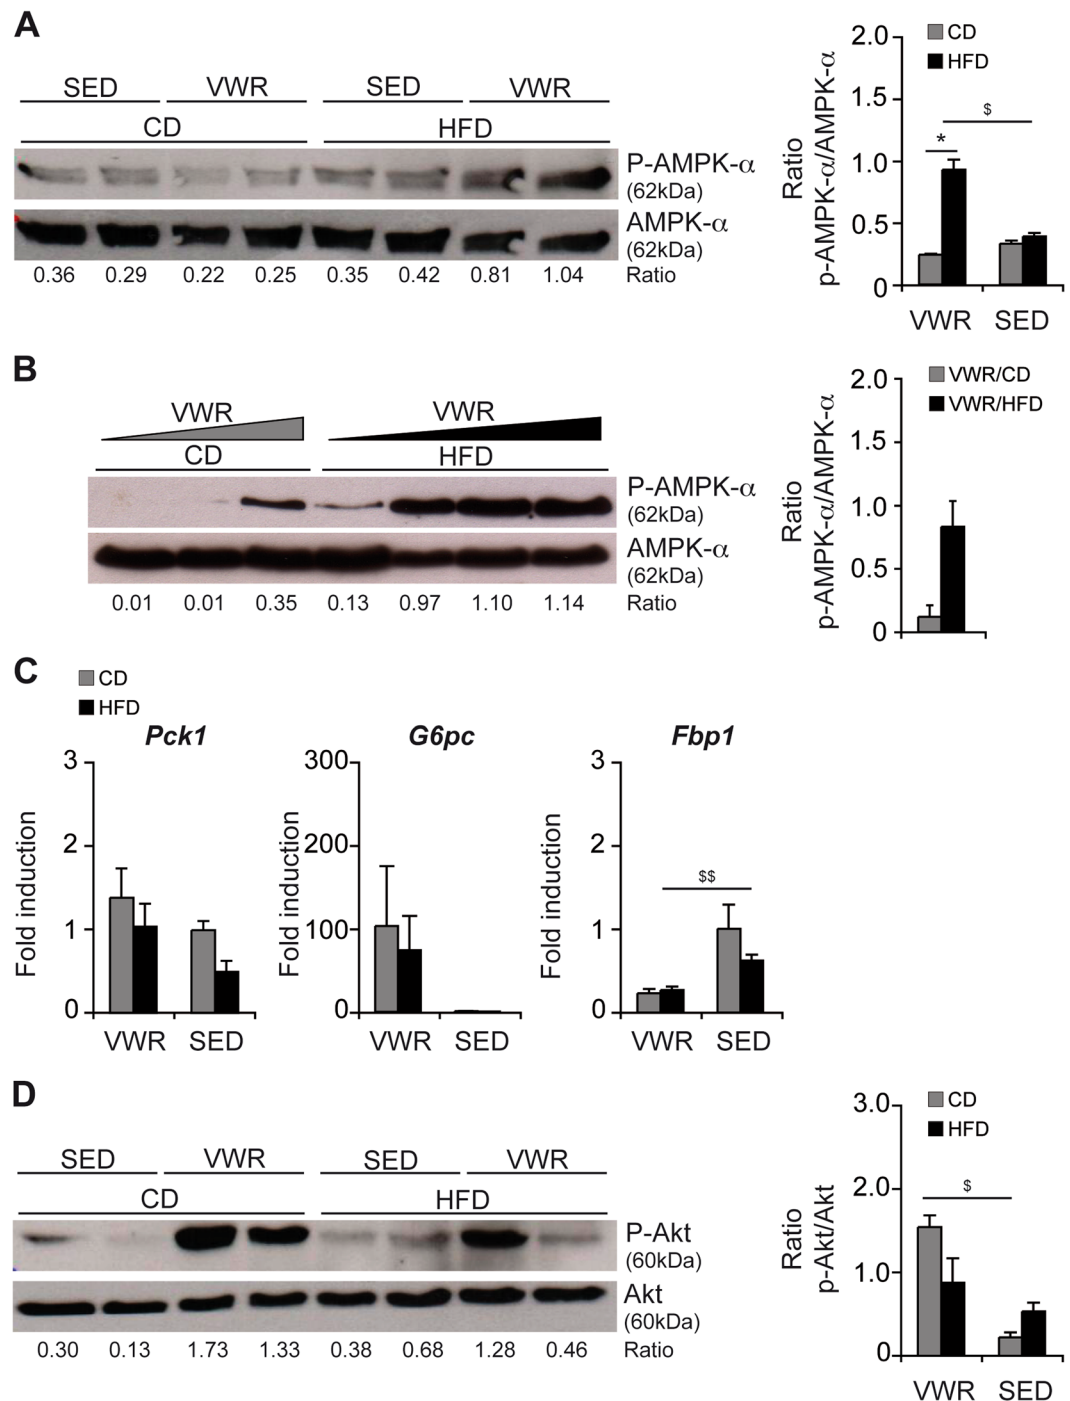 A
SED VWR SED VWR
CD HFD
P-AMPK-α
(62kDa)
AMPK-α
(62kDa)
0.36 0.29 0.22 0.25 0.35 0.42 0.81 1.04 Ratio
CD
HFD
Ratio
p-AMPK-α/AMPK-α
2.0
1.5
1.0
0.5
0
$
*
VWR SED
B
VWR VWR
CD HFD
P-AMPK-α
(62kDa)
AMPK-α
(62kDa)
0.01 0.01 0.35 0.13 0.97 1.10 1.14 Ratio
VWR/CD
VWR/HFD
Ratio
p-AMPK-α/AMPK-α
2.0
1.5
1.0
0.5
0
C
CD
HFD
Pck1
Fold induction
3
2
1
0
VWR SED
G6pc
Fold induction
300
200
100
0
VWR SED
Fbp1
Fold induction
3
2
1
0
$$
VWR SED
D
SED VWR SED VWR
CD HFD
P-Akt
(60kDa)
Akt
(60kDa)
0.30 0.13 1.73 1.33 0.38 0.68 1.28 0.46 Ratio
CD
HFD
Ratio
p-Akt/Akt
3.0
2.0
1.0
0
$
VWR SED